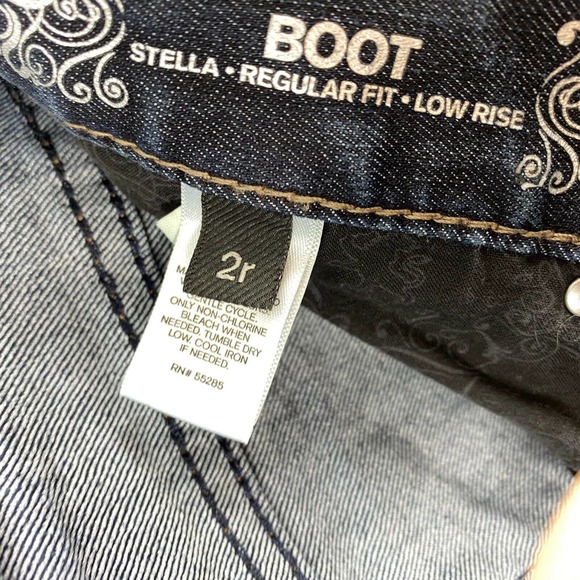 BOOT
STELLA • REGULAR FIT • LOW RISE
2r
GENTLE CYCLE.
ONLY NON-CHLORINE
BLEACH WHEN
NEEDED, TUMBLE DRY
LOW. COOL IRON
IF NEEDED.
RN# 55285